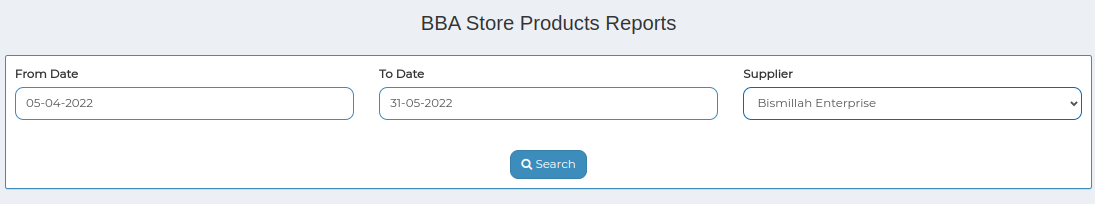 BBA Store Products Reports
From Date To Date Supplier
05-04-2022 31-05-2022 Bismillah Enterprise
Search